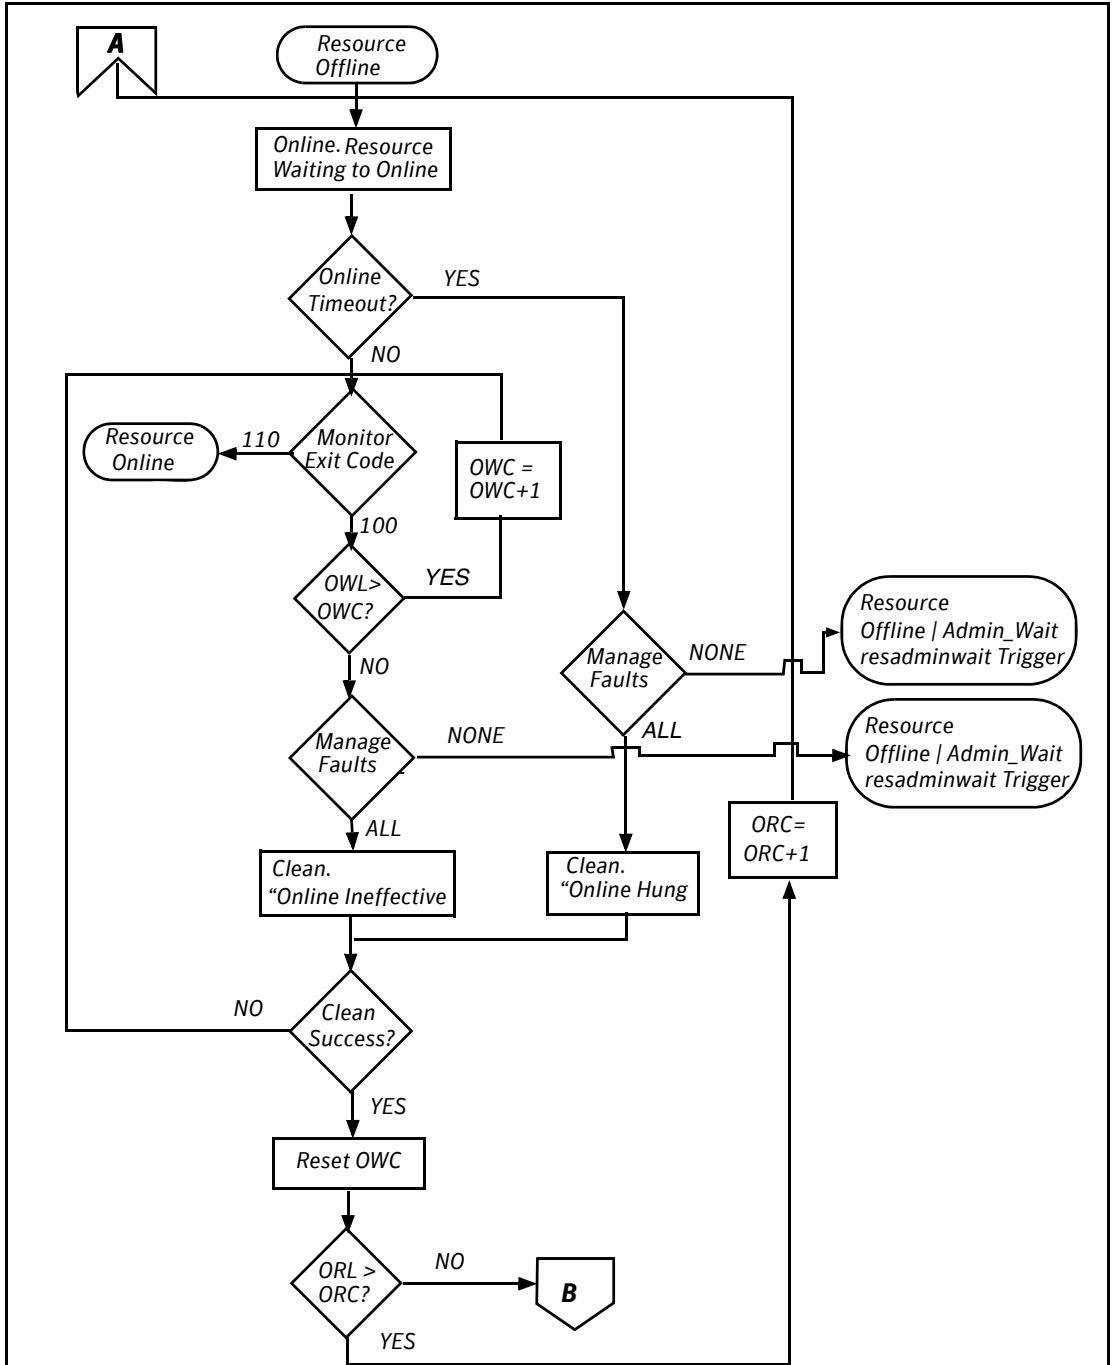 A
Resource
Offline
Online. Resource
Waiting to Online
Online
Timeout?
YES
NO
Resource
Online
110
Monitor
Exit Code
OWC =
OWC+1
100
OWL>
OWC?
YES
NO
Manage
Faults
NONE
Resource
Offline | Admin_Wait
resadminwait Trigger
Manage
Faults
NONE
ALL
Resource
Offline | Admin_Wait
resadminwait Trigger
ALL
ORC=
ORC+1
Clean.
“Online Ineffective
Clean.
“Online Hung
NO
Clean
Success?
YES
Reset OWC
ORL >
ORC?
NO
B
YES